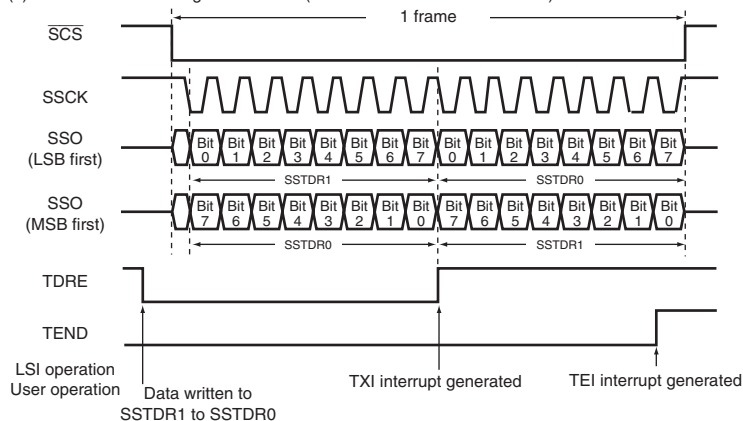 1 frame
SCS
SSCK
SSO
(LSB first)
Bit 0 Bit 1 Bit 2 Bit 3 Bit 4 Bit 5 Bit 6 Bit 7 Bit 0 Bit 1 Bit 2 Bit 3 Bit 4 Bit 5 Bit 6 Bit 7
SSTDR1 SSTDR0
SSO
(MSB first)
Bit 7 Bit 6 Bit 5 Bit 4 Bit 3 Bit 2 Bit 1 Bit 0 Bit 7 Bit 6 Bit 5 Bit 4 Bit 3 Bit 2 Bit 1 Bit 0
SSTDR0 SSTDR1
TDRE
TEND
LSI operation
User operation
Data written to
SSTDR1 to SSTDR0
TXI interrupt generated
TEI interrupt generated